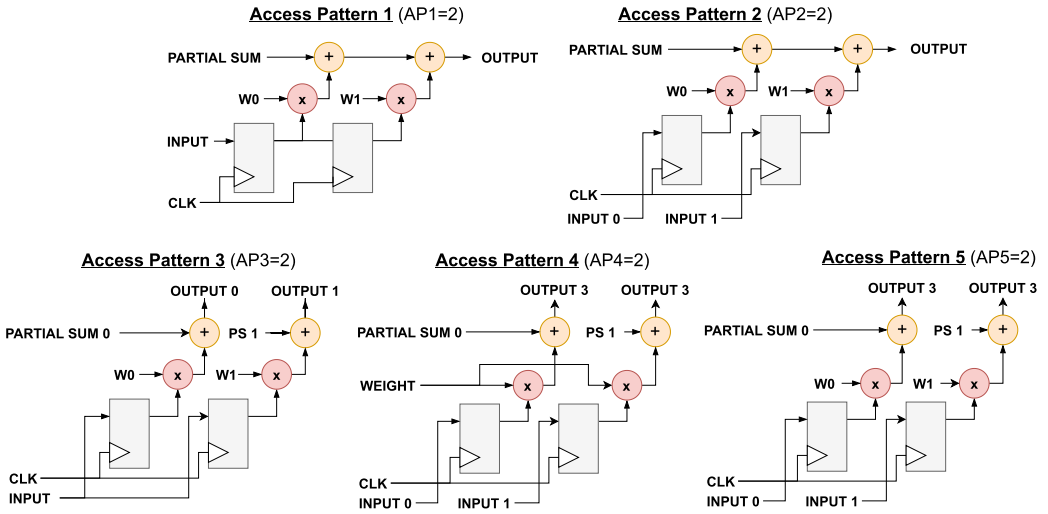 Access Pattern 1 (AP1=2)
PARTIAL SUM
+
+
OUTPUT
W0
x
W1
x
INPUT
CLK
Access Pattern 2 (AP2=2)
PARTIAL SUM
+
+
OUTPUT
W0
x
W1
x
CLK
INPUT 0
INPUT 1
Access Pattern 3 (AP3=2)
OUTPUT 0
OUTPUT 1
PARTIAL SUM 0
+
PS 1
+
W0
x
W1
x
CLK
INPUT
Access Pattern 4 (AP4=2)
OUTPUT 3
OUTPUT 3
PARTIAL SUM 0
+
PS 1
+
WEIGHT
x
x
CLK
INPUT 0
INPUT 1
Access Pattern 5 (AP5=2)
OUTPUT 3
OUTPUT 3
PARTIAL SUM 0
+
PS 1
+
W0
x
W1
x
CLK
INPUT 0
INPUT 1